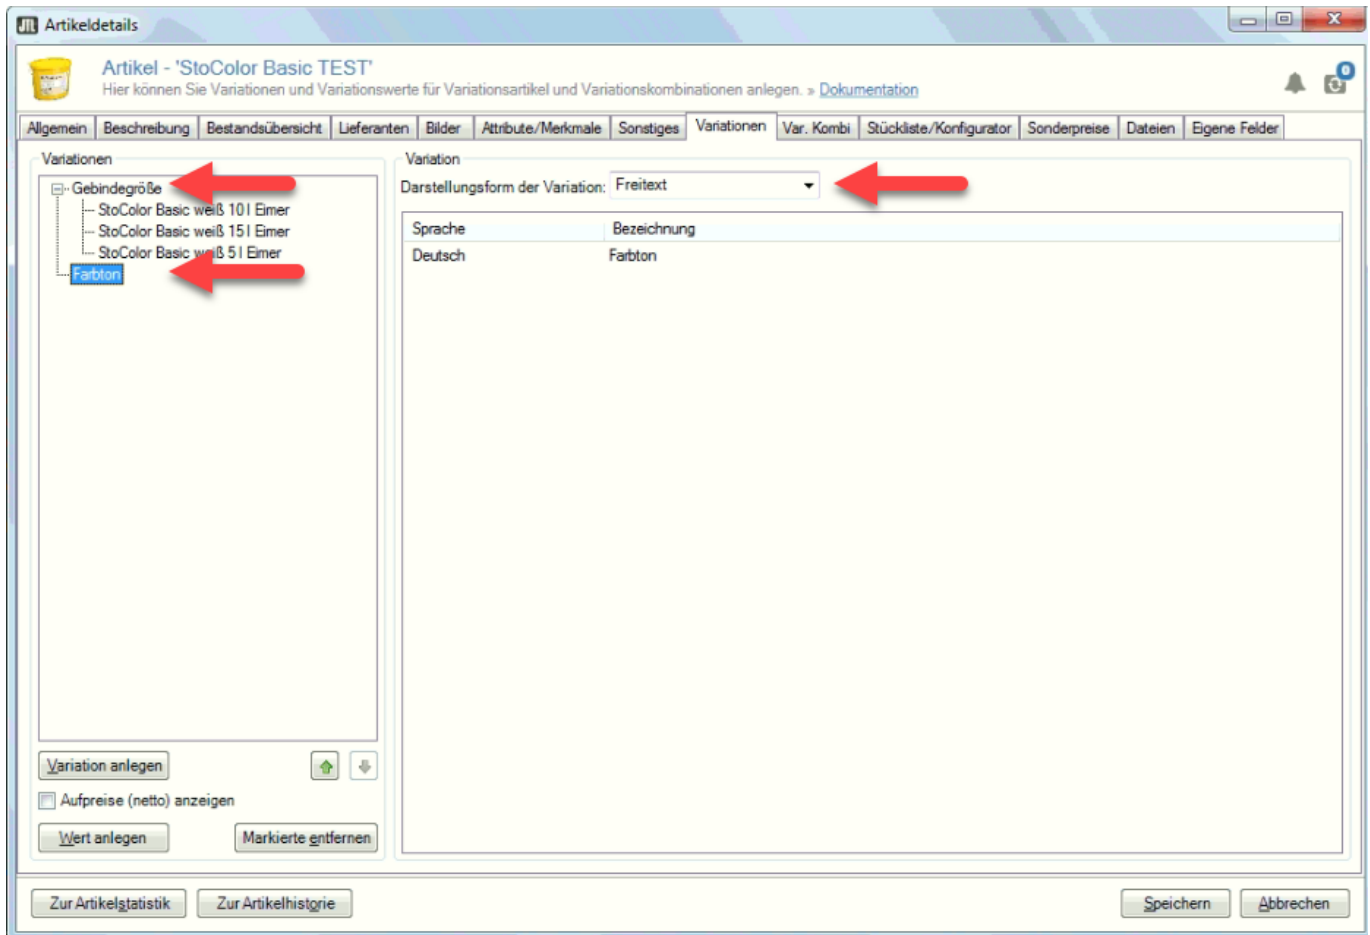 JTL Artikeldetails
Artikel - 'StoColor Basic TEST'
Hier können Sie Variationen und Variationswerte für Variationsartikel und Variationskombinationen anlegen. » Dokumentation
0
Allgemein Beschreibung Bestandsübersicht Lieferanten Bilder Attribute/Merkmale Sonstiges Variationen Var. Kombi Stückliste/Konfigurator Sonderpreise Dateien Eigene Felder
Variationen
Gebindegröße
StoColor Basic weiß 10 l Eimer
StoColor Basic weiß 15 l Eimer
StoColor Basic weiß 5 l Eimer
Farbton
Variation anlegen
Aufpreise (netto) anzeigen
Wert anlegen Markierte entfernen
Variation
Darstellungsform der Variation: Freitext
Sprache Bezeichnung
Deutsch Farbton
Zur Artikelstatistik Zur Artikelhistorie Speichern Abbrechen